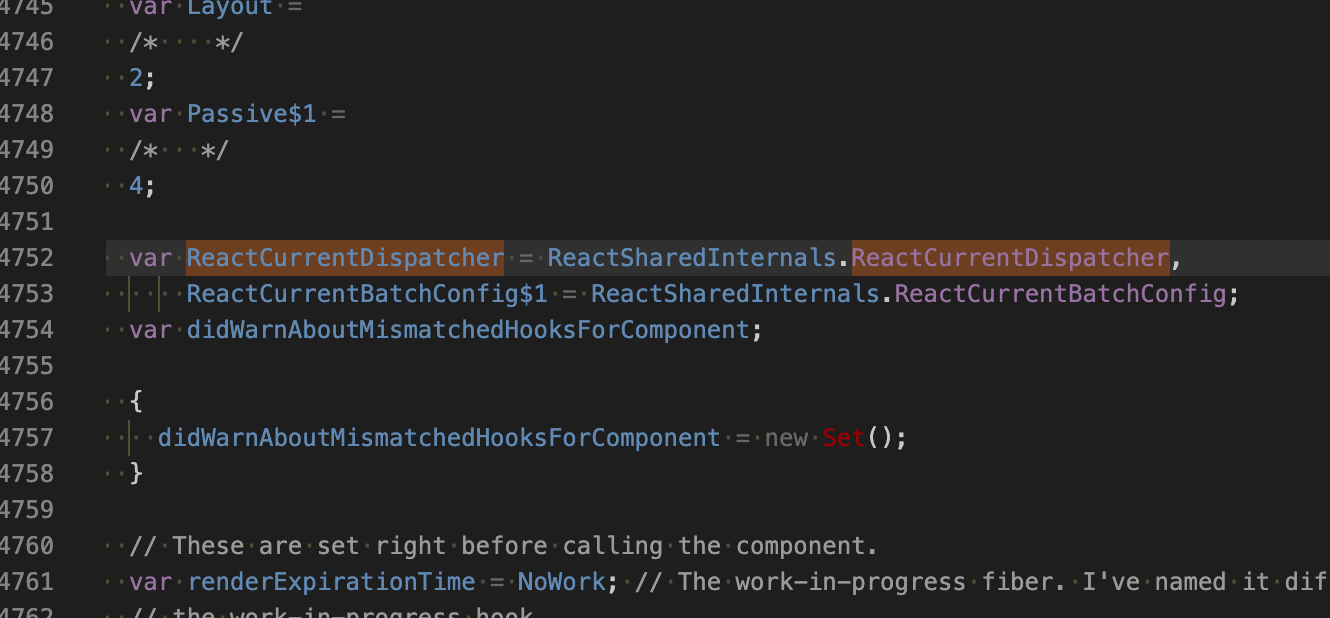 4745 var Layout =
4746 /*    */
4747 2;
4748 var Passive$1 =
4749 /*   */
4750 4;
4751
4752 var ReactCurrentDispatcher = ReactSharedInternals.ReactCurrentDispatcher,
4753 ReactCurrentBatchConfig$1 = ReactSharedInternals.ReactCurrentBatchConfig;
4754 var didWarnAboutMismatchedHooksForComponent;
4755
4756 {
4757 didWarnAboutMismatchedHooksForComponent = new Set();
4758 }
4759
4760 // These are set right before calling the component.
4761 var renderExpirationTime = NoWork; // The work-in-progress fiber. I've named it dif
4762 // the work-in-progress hook